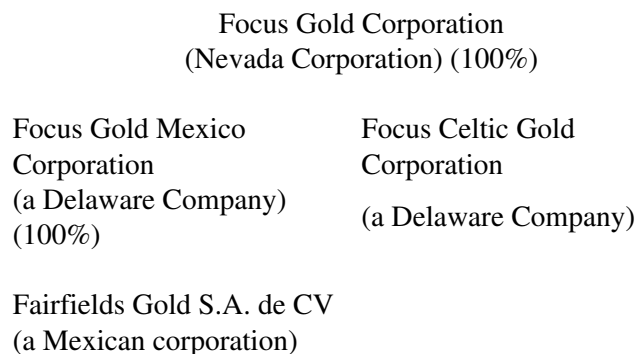 Focus Gold Corporation
(Nevada Corporation) (100%)
Focus Gold Mexico
Corporation
(a Delaware Company)
(100%)
Focus Celtic Gold
Corporation
(a Delaware Company)
Fairfields Gold S.A. de CV
(a Mexican corporation)